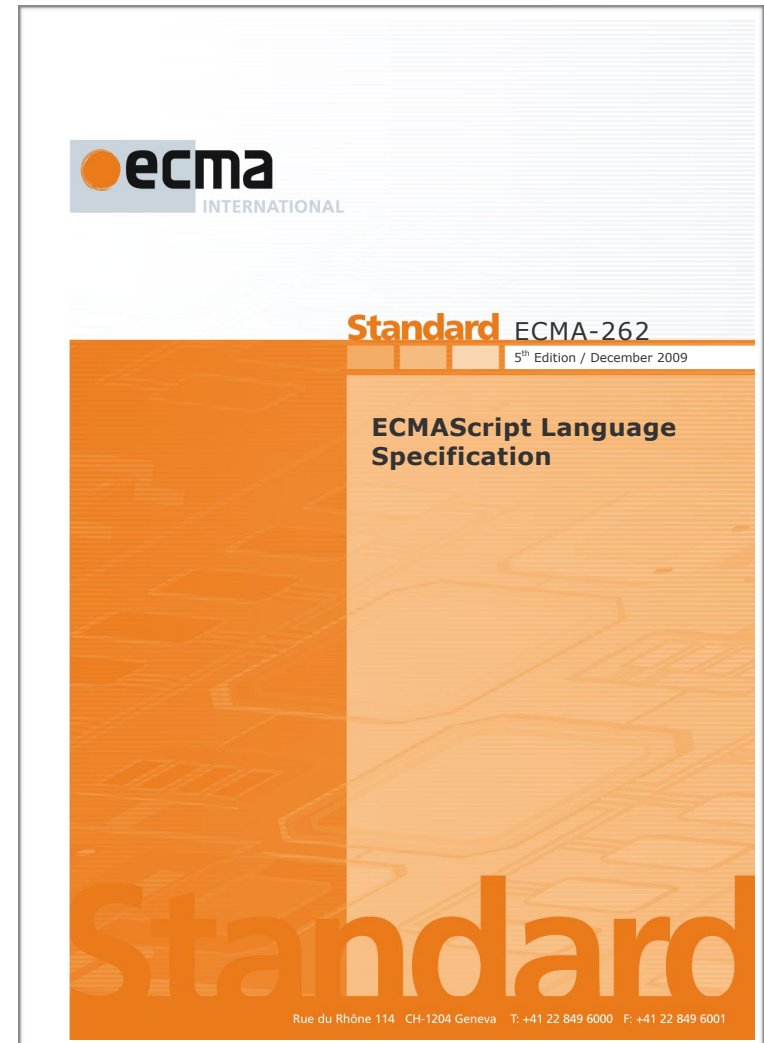 ecma
INTERNATIONAL
Standard ECMA-262
5th Edition / December 2009
ECMAScript Language
Specification
Standard
Rue du Rhône 114 CH-1204 Geneva T: +41 22 849 6000 F: +41 22 849 6001